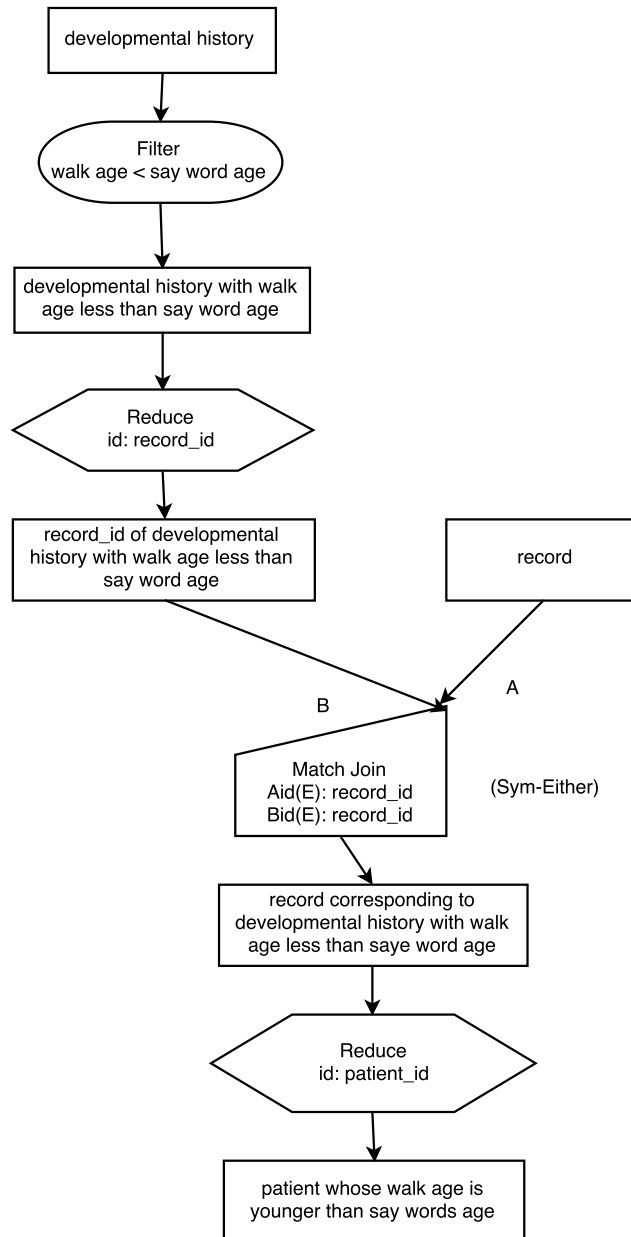 developmental history
Filter
walk age < say word age
developmental history with walk
age less than say word age
Reduce
id: record_id
record_id of developmental
history with walk age less than
say word age
record
A
B
Match Join
Aid(E): record_id
Bid(E): record_id
(Sym-Either)
record corresponding to
developmental history with walk
age less than saye word age
Reduce
id: patient_id
patient whose walk age is
younger than say words age